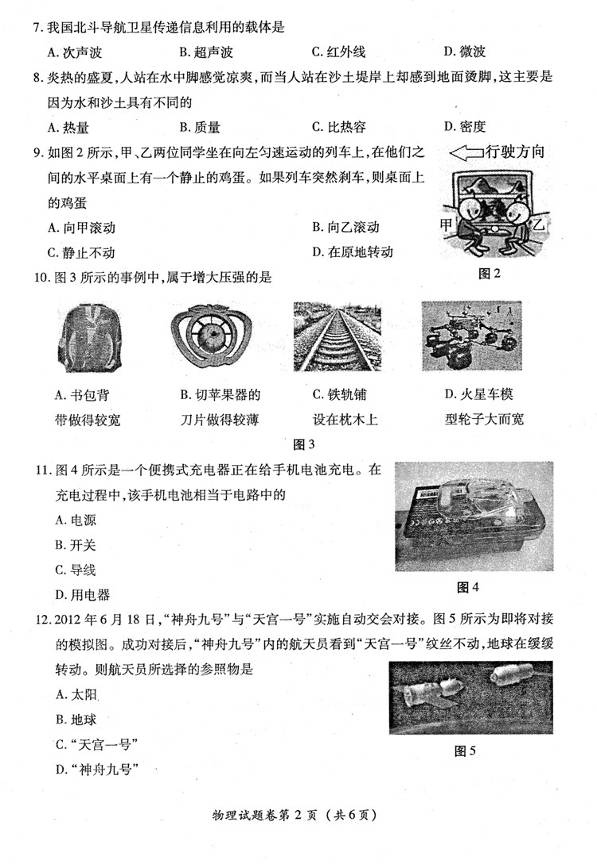 7. 我国北斗导航卫星传递信息利用的载体是
A. 次声波 B. 超声波 C. 红外线 D. 微波
8. 炎热的盛夏,人站在水中脚感觉凉爽,而当人站在沙土堤岸上却感到地面烫脚,这主要是
因为水和沙土具有不同的
A. 热量 B. 质量 C. 比热容 D. 密度
9. 如图 2 所示,甲、乙两位同学坐在向左匀速运动的列车上,在他们之
间的水平桌面上有一个静止的鸡蛋。如果列车突然刹车,则桌面上
的鸡蛋
A. 向甲滚动 B. 向乙滚动
C. 静止不动 D. 在原地转动
行驶方向
甲 乙
图 2
10. 图 3 所示的事例中,属于增大压强的是
A. 书包背 B. 切苹果器的 C. 铁轨铺 D. 火星车模
带做得较宽 刀片做得较薄 设在枕木上 型轮子大而宽
图 3
11. 图 4 所示是一个便携式充电器正在给手机电池充电。在
充电过程中,该手机电池相当于电路中的
A. 电源
B. 开关
C. 导线
D. 用电器
图 4
12. 2012 年 6 月 18 日,“神舟九号”与“天宫一号”实施自动交会对接。图 5 所示为即将对接
的模拟图。成功对接后,“神舟九号”内的航天员看到“天宫一号”纹丝不动,地球在缓缓
转动。则航天员所选择的参照物是
A. 太阳
B. 地球
C. “天宫一号”
D. “神舟九号”
图 5
物理试题卷第 2 页 (共 6 页)